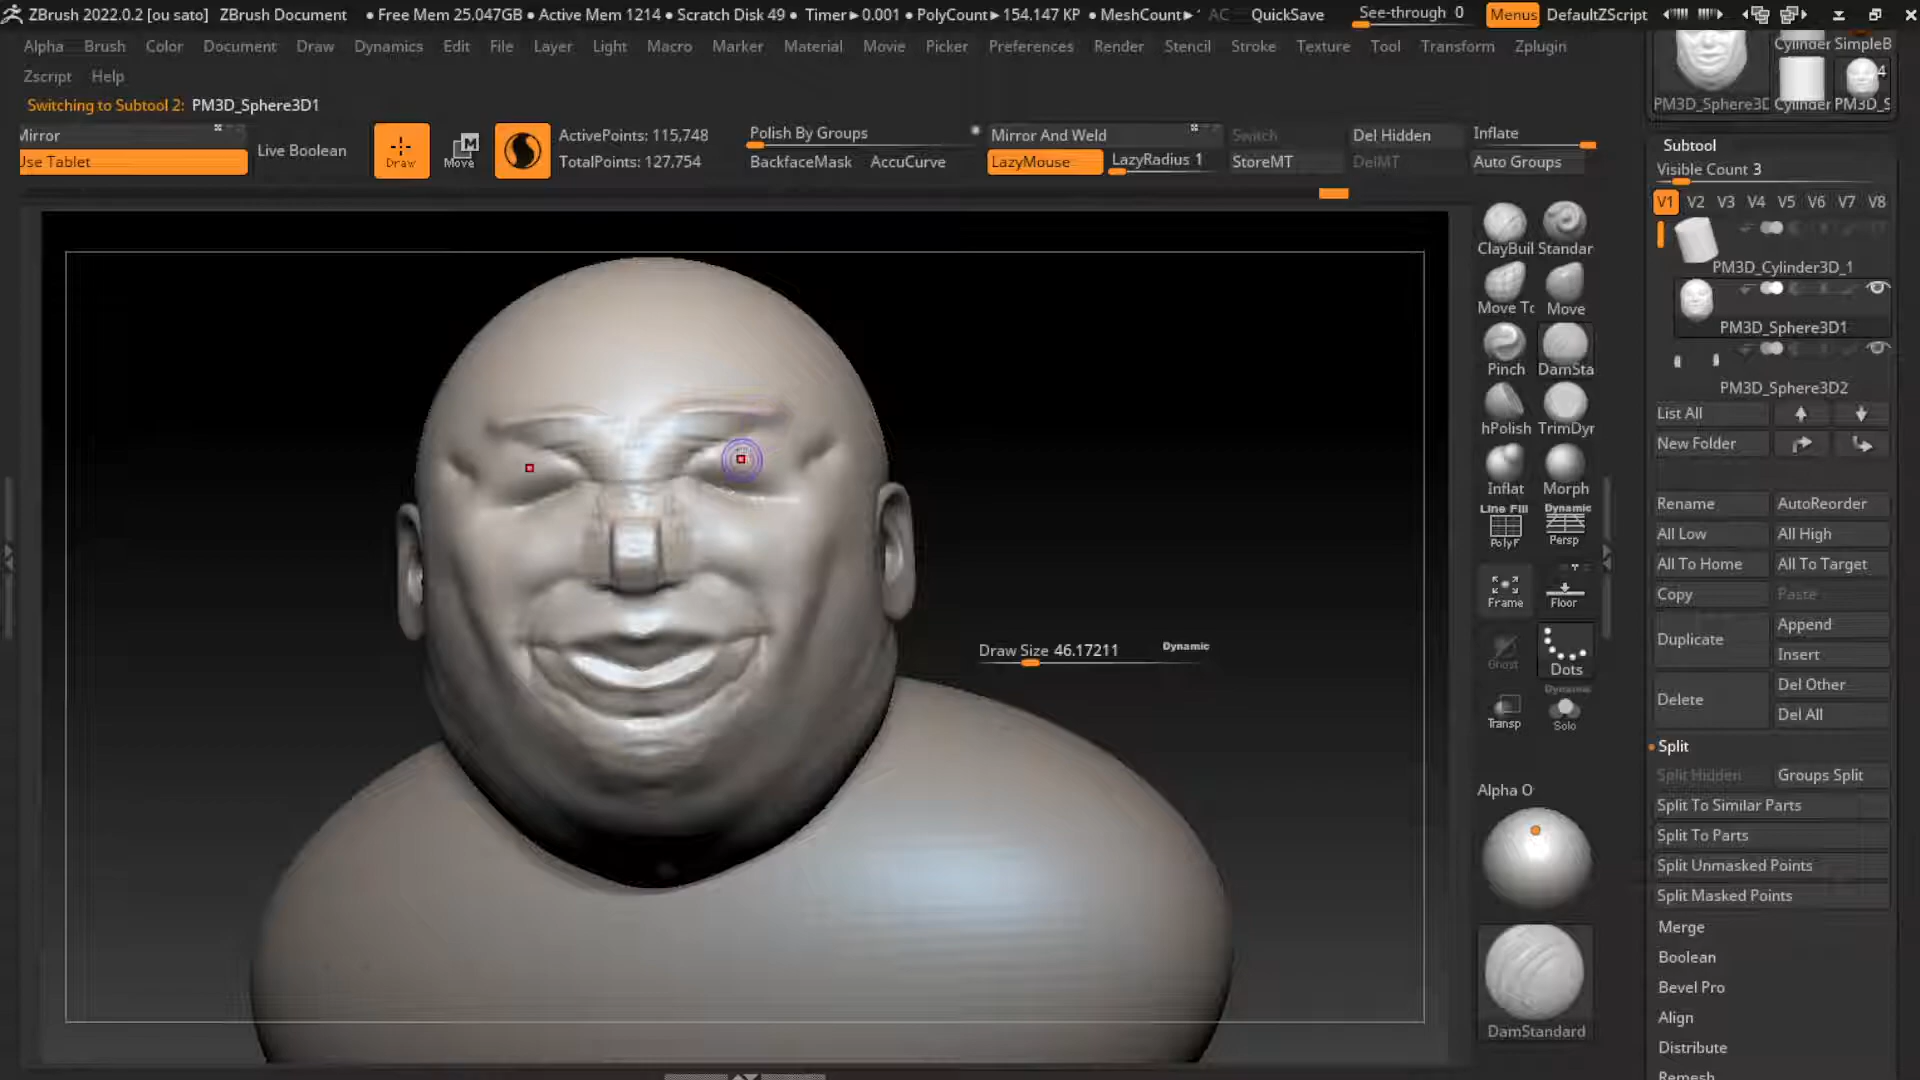 ZBrush 2022.0.2 [ou sato] ZBrush Document • Free Mem 25.047GB • Active Mem 1214 • Scratch Disk 49 • Timer▸0.001 • PolyCount▸154.147 KP • MeshCount▸ AC QuickSave See-through 0 Menus DefaultZScript
Alpha Brush Color Document Draw Dynamics Edit File Layer Light Macro Marker Material Movie Picker Preferences Render Stencil Stroke Texture Tool Transform Zplugin
Zscript Help
Switching to Subtool 2: PM3D_Sphere3D1
Mirror
Use Tablet
Live Boolean
Draw
Move
ActivePoints: 115,748
TotalPoints: 127,754
Polish By Groups
BackfaceMask AccuCurve
Mirror And Weld
LazyMouse LazyRadius 1
Switch
StoreMT
Del Hidden
DelMT
Inflate
Auto Groups
Draw Size 46.17211 Dynamic
ClayBuil Standar
Move Tc Move
Pinch DamSta
hPolish TrimDyr
Inflat Morph
Line Fill Dynamic
PolyF Persp
Frame Floor
Ghost Dots
Dynamic
Transp Solo
Alpha O
DamStandard
Cylinder SimpleB
4
PM3D_Sphere3D Cylinder PM3D_S
Subtool
Visible Count 3
V1 V2 V3 V4 V5 V6 V7 V8
PM3D_Cylinder3D_1
PM3D_Sphere3D1
PM3D_Sphere3D2
List All
New Folder
Rename AutoReorder
All Low All High
All To Home All To Target
Copy Paste
Duplicate Append
Insert
Delete Del Other
Del All
Split
Split Hidden Groups Split
Split To Similar Parts
Split To Parts
Split Unmasked Points
Split Masked Points
Merge
Boolean
Bevel Pro
Align
Distribute
Remesh